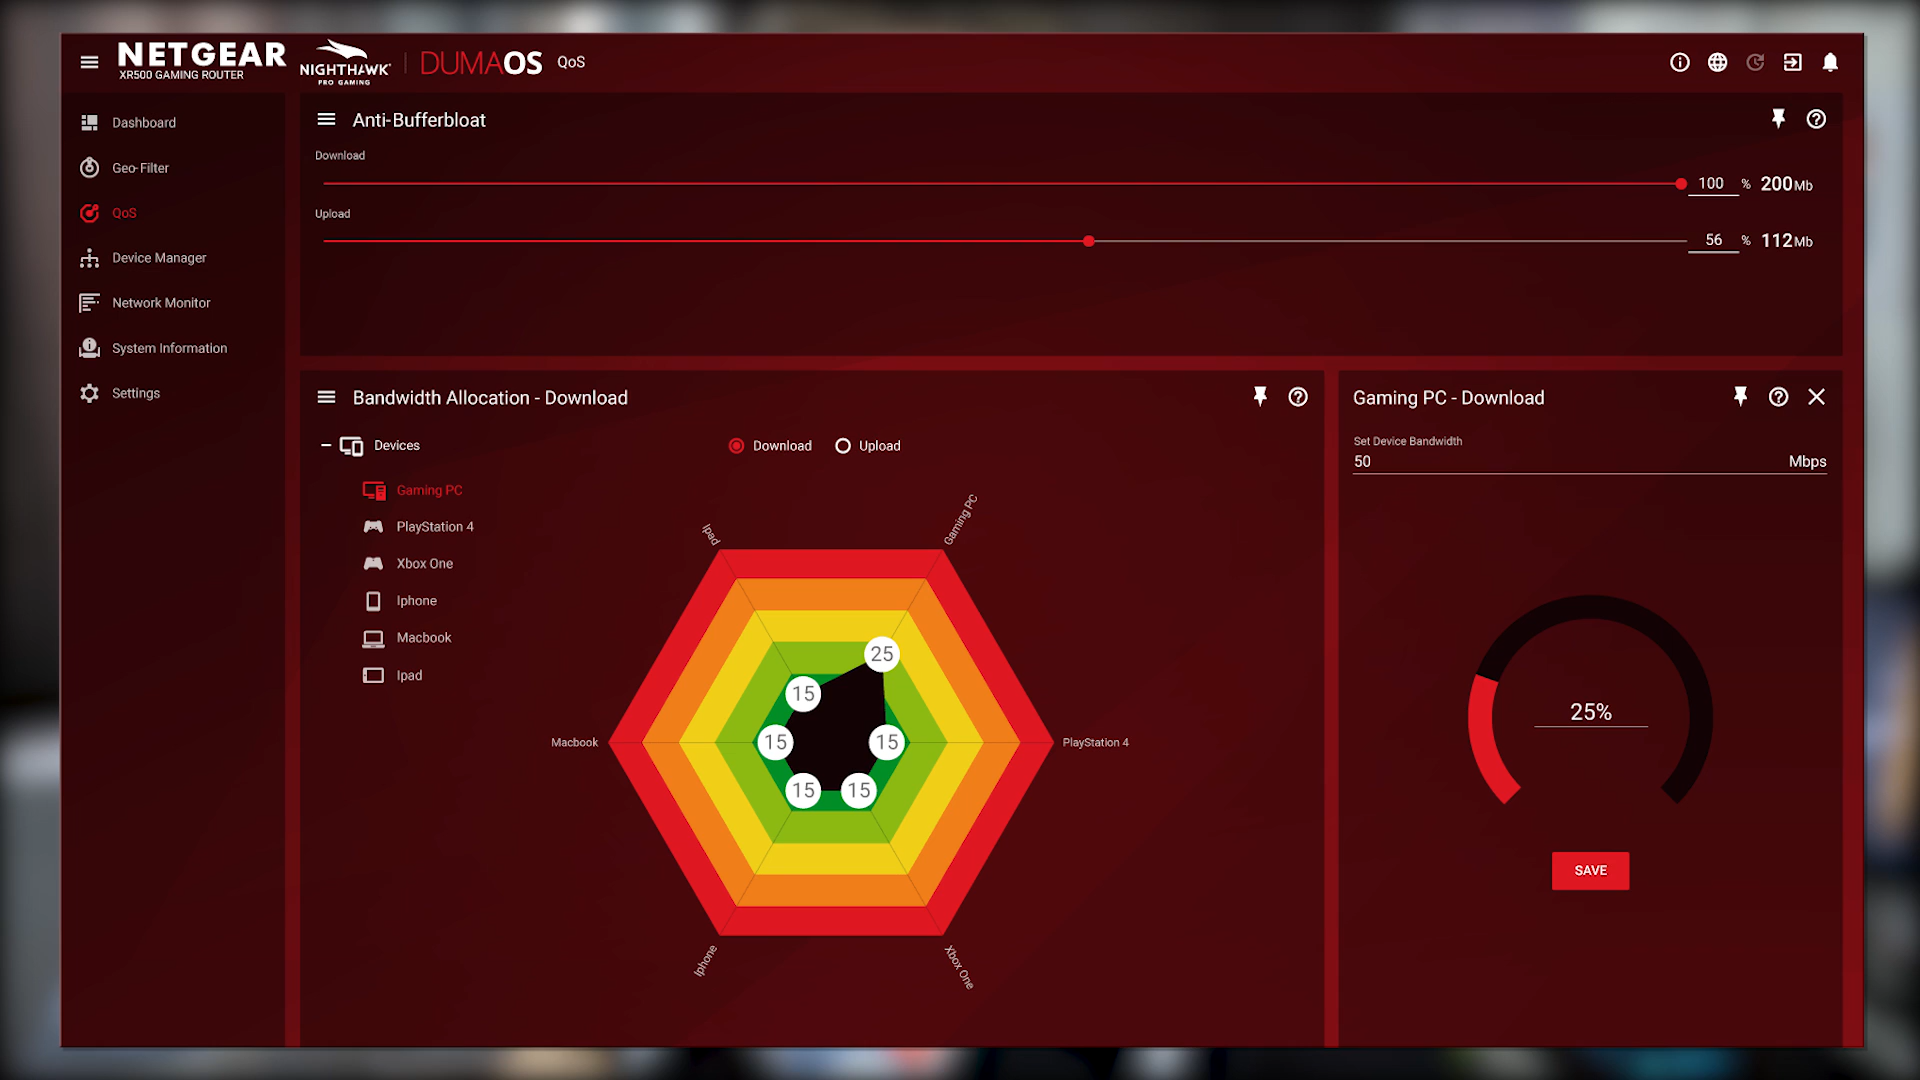 NETGEAR
XR500 GAMING ROUTER
NIGHTHAWK
PRO GAMING
DUMAOS QoS
Dashboard
Geo-Filter
QoS
Device Manager
Network Monitor
System Information
Settings
Anti-Bufferbloat
Download
100 % 200Mb
Upload
56 % 112Mb
Bandwidth Allocation - Download
Devices
Download
Upload
Gaming PC
PlayStation 4
Xbox One
Iphone
Macbook
Ipad
Ipad
Gaming PC
25
15
Macbook
15
15
PlayStation 4
15
15
Iphone
Xbox One
Gaming PC - Download
Set Device Bandwidth
50 Mbps
25%
SAVE